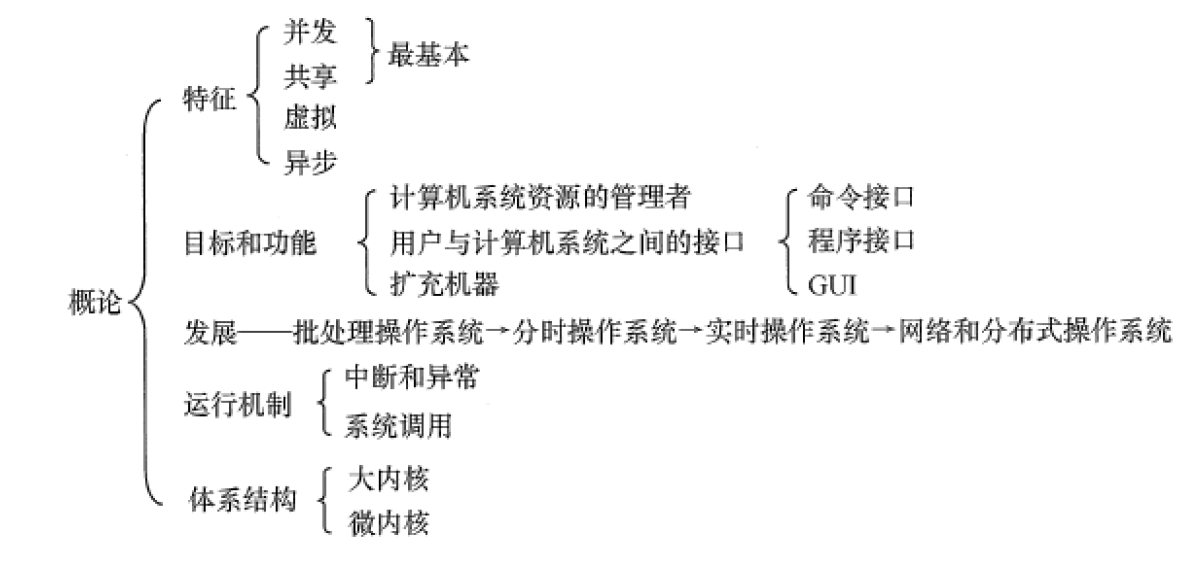 概论
特征
并发
共享
最基本
虚拟
异步
目标和功能
计算机系统资源的管理者
用户与计算机系统之间的接口
扩充机器
命令接口
程序接口
GUI
发展——批处理操作系统→分时操作系统→实时操作系统→网络和分布式操作系统
运行机制
中断和异常
系统调用
体系结构
大内核
微内核